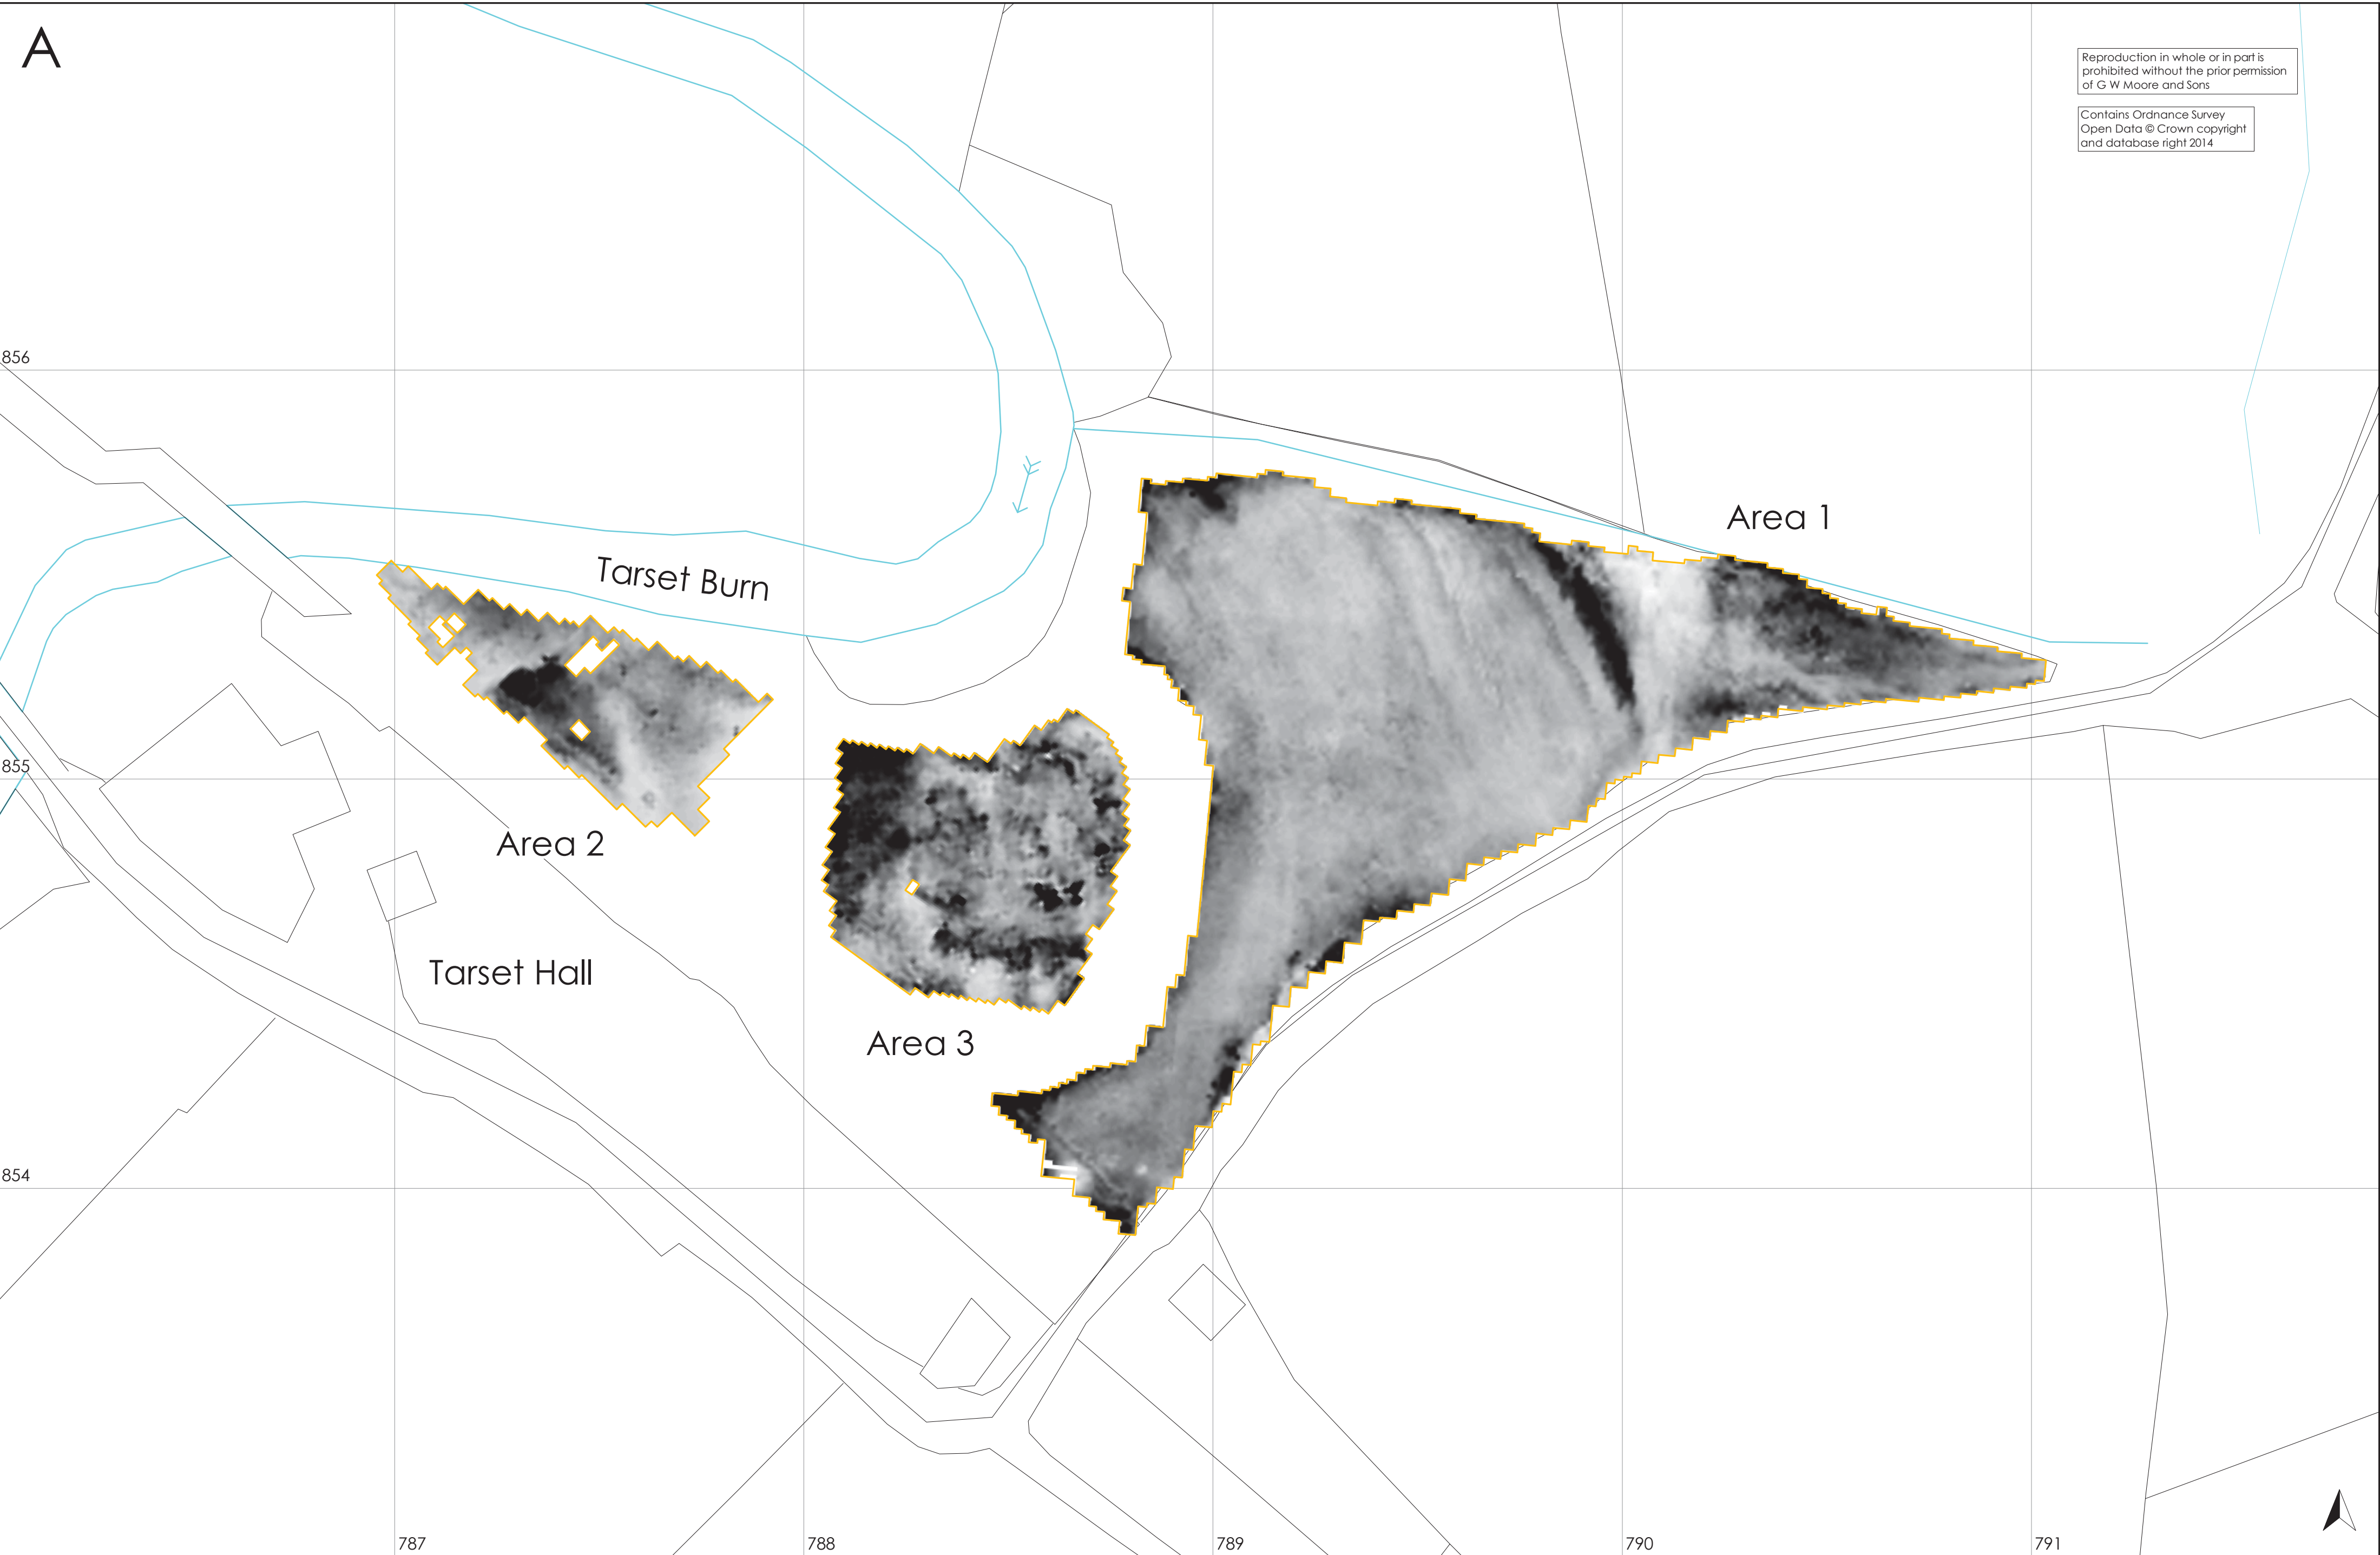 A
Reproduction in whole or in part is
prohibited without the prior permission
of G W Moore and Sons
Contains Ordnance Survey
Open Data © Crown copyright
and database right 2014
856
Area 1
Tarset Burn
855
Area 2
Tarset Hall
Area 3
854
787
788
789
790
791